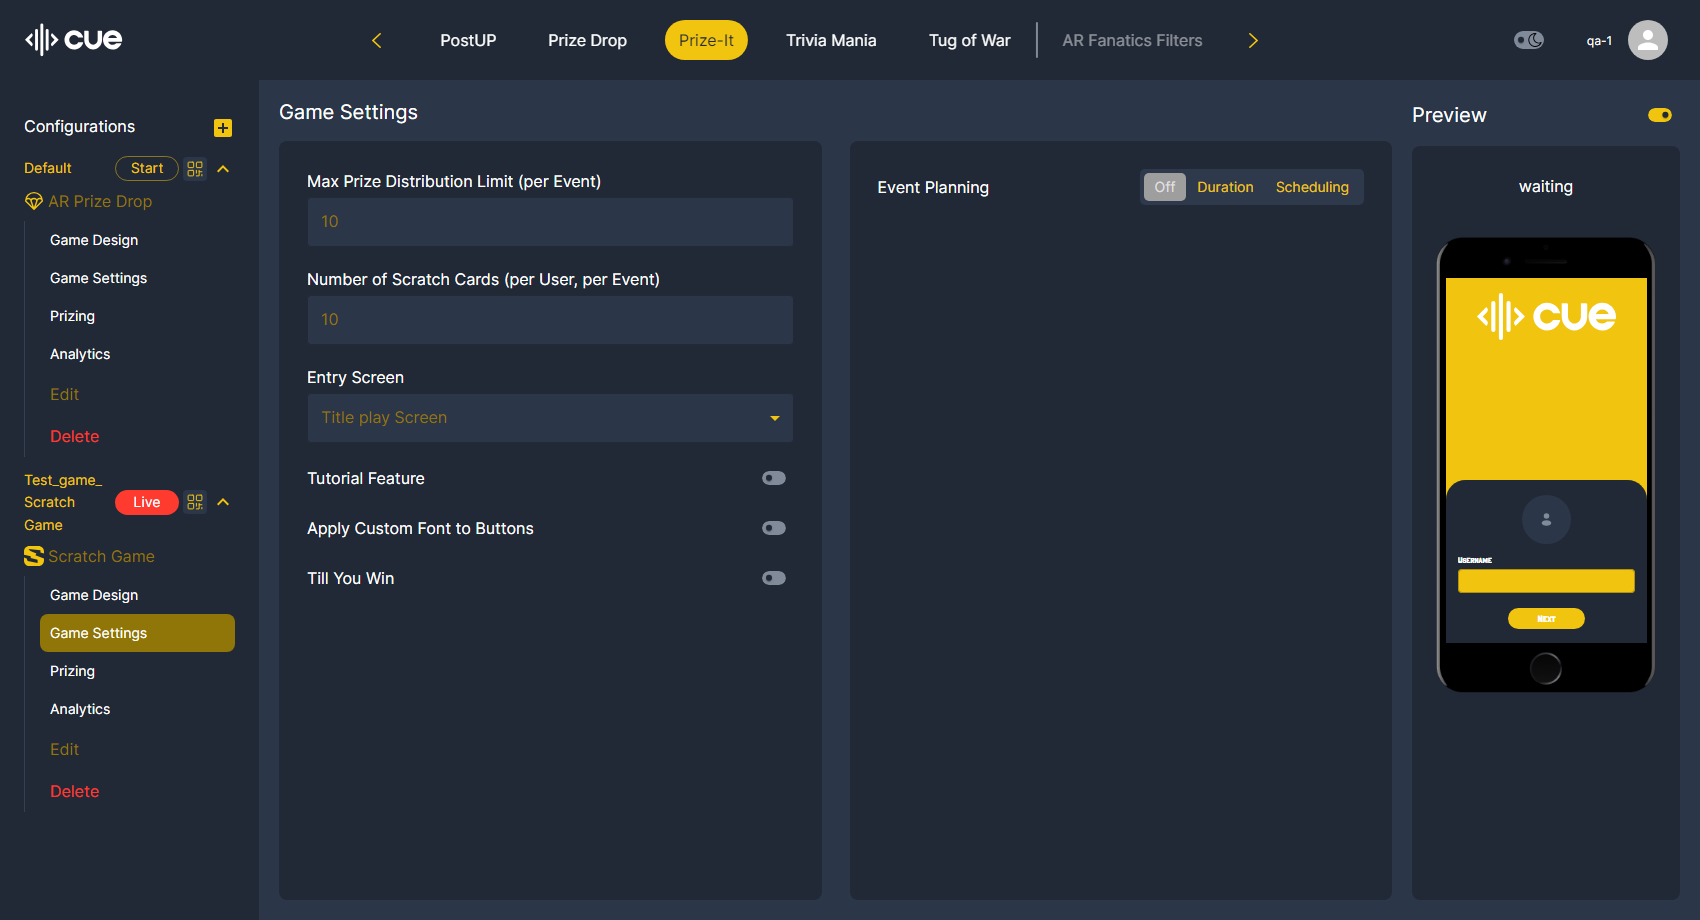 cue
PostUP
Prize Drop
Prize-It
Trivia Mania
Tug of War
AR Fanatics Filters
qa-1
Configurations
Default
Start
AR Prize Drop
Game Design
Game Settings
Prizing
Analytics
Edit
Delete
Test_game_
Scratch
Game
Live
Scratch Game
Game Design
Game Settings
Prizing
Analytics
Edit
Delete
Game Settings
Max Prize Distribution Limit (per Event)
10
Number of Scratch Cards (per User, per Event)
10
Entry Screen
Title play Screen
Tutorial Feature
Apply Custom Font to Buttons
Till You Win
Event Planning
Off
Duration
Scheduling
Preview
waiting
cue
Username
Next